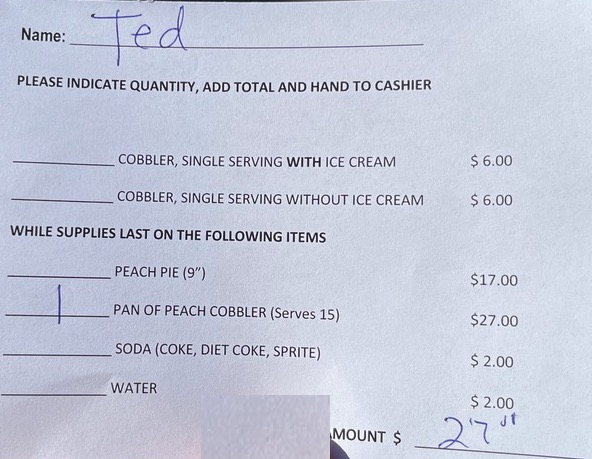 Name: Ted
PLEASE INDICATE QUANTITY, ADD TOTAL AND HAND TO CASHIER
COBBLER, SINGLE SERVING WITH ICE CREAM $ 6.00
COBBLER, SINGLE SERVING WITHOUT ICE CREAM $ 6.00
WHILE SUPPLIES LAST ON THE FOLLOWING ITEMS
PEACH PIE (9”) $17.00
1 PAN OF PEACH COBBLER (Serves 15) $27.00
SODA (COKE, DIET COKE, SPRITE) $ 2.00
WATER $ 2.00
MOUNT $ 27